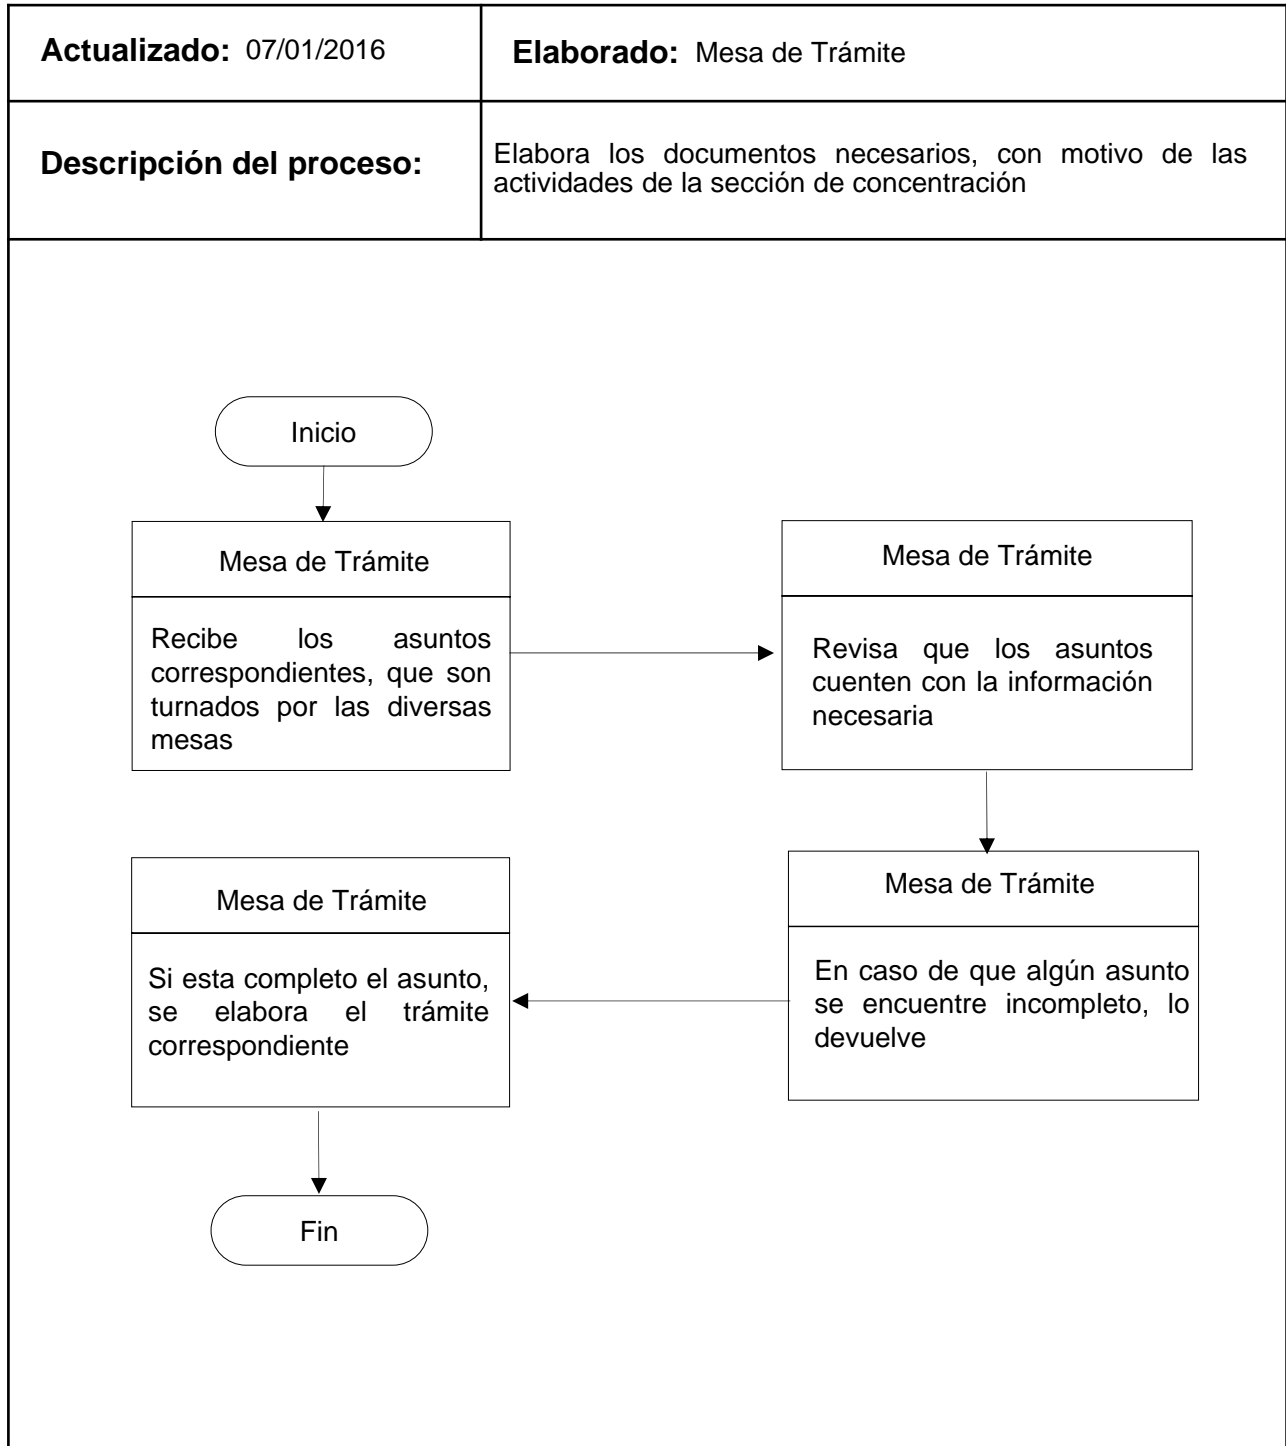 Actualizado: 07/01/2016
Elaborado: Mesa de Trámite
Descripción del proceso:
Elabora los documentos necesarios, con motivo de las
actividades de la sección de concentración
Inicio
Mesa de Trámite
Recibe los asuntos
correspondientes, que son
turnados por las diversas
mesas
Mesa de Trámite
Revisa que los asuntos
cuenten con la información
necesaria
Mesa de Trámite
En caso de que algún asunto
se encuentre incompleto, lo
devuelve
Mesa de Trámite
Si esta completo el asunto,
se elabora el trámite
correspondiente
Fin